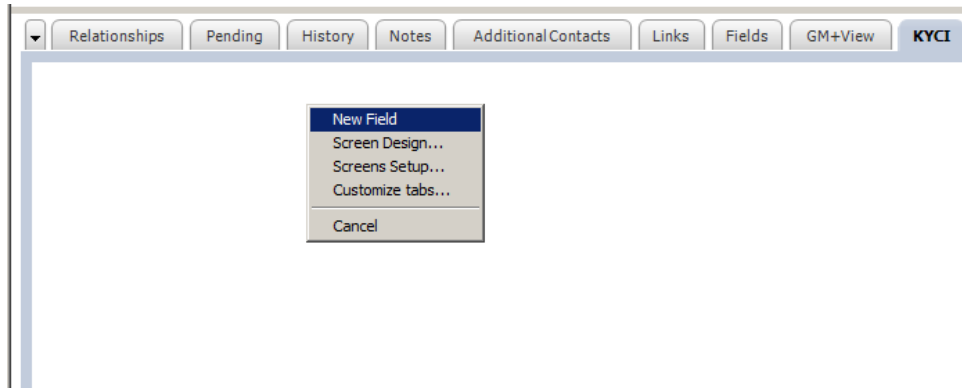 Relationships Pending History Notes Additional Contacts Links Fields GM+View KYCI
New Field
Screen Design...
Screens Setup...
Customize tabs...
Cancel